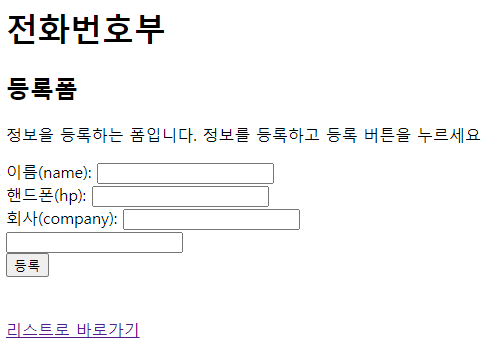 전화번호부
등록폼
정보을 등록하는 폼입니다. 정보를 등록하고 등록 버튼을 누르세요
이름(name):
핸드폰(hp):
회사(company):
등록
리스트로 바로가기